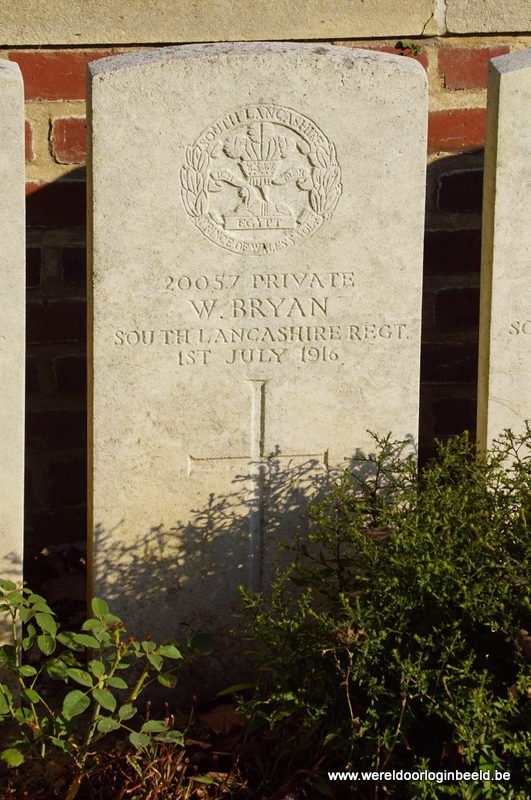 SOUTH LANCASHIRE
EGYPT
PRINCE OF WALES'S VOLS
20057 PRIVATE
W. BRYAN
SOUTH LANCASHIRE REGT.
1ST JULY 1916
SO
www.wereldoorloginbeeld.be